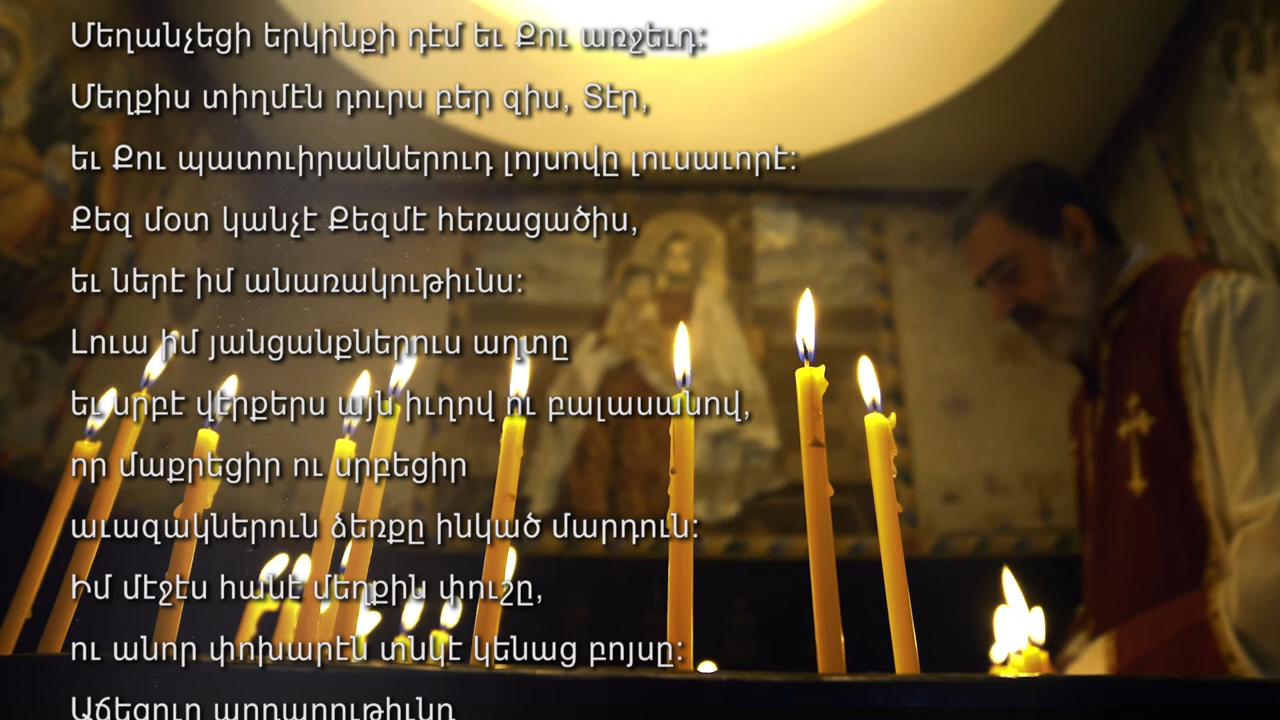 Մեղանչեցի երկինքի դէմ եւ Քու առջեւդ:
Մեղքիս տիղմէն դուրս բեր զիս, Տէր,
եւ Քու պատուիրաններուդ լոյսովը լուսաւորէ:
Քեզ մօտ կանչէ Քեզմէ հեռացածիս,
եւ ներէ իմ անառակութիւնս:
Լուա իմ յանցանքներուս աղտը
եւ սրբէ վէրքերս այն իւղով ու բալասանով,
որ մաքրեցիր ու սրբեցիր
աւազակներուն ձեռքը ինկած մարդուն:
Իմ մէջէս հանէ մեղքին փուշը,
ու անոր փոխարէն տնկէ կենաց բոյսը:
Աճեցուր արդարութիւնդ